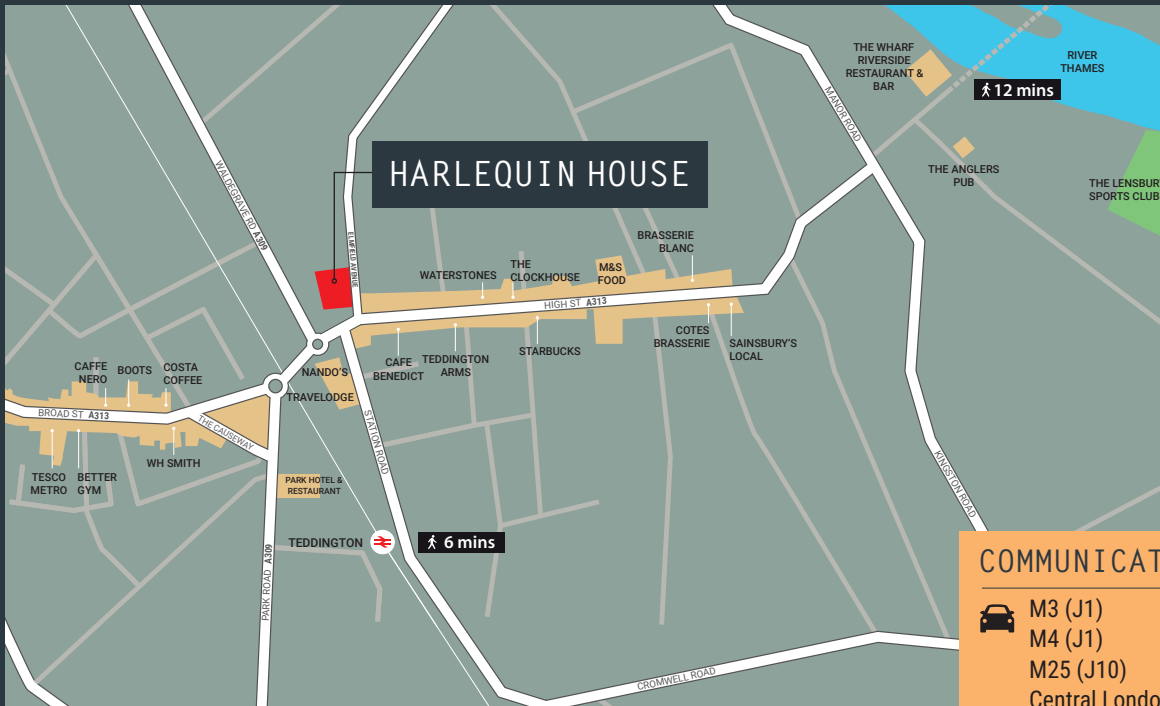 THE WHARF
RIVERSIDE
RESTAURANT &
BAR
RIVER
THAMES
12 mins
MANOR ROAD
HARLEQUIN HOUSE
THE ANGLERS
PUB
THE LENSBUR
SPORTS CLUB
WALDEGRAVE RD A309
ELMFIELD AVENUE
BRASSERIE
BLANC
WATERSTONES
THE
CLOCKHOUSE
M&S
FOOD
HIGH ST A313
COTES
BRASSERIE
SAINSBURY'S
LOCAL
STARBUCKS
CAFE
BENEDICT
TEDDINGTON
ARMS
NANDO'S
TRAVELODGE
CAFFE
NERO
BOOTS
COSTA
COFFEE
BROAD ST A313
THE CAUSEWAY
STATION ROAD
WH SMITH
TESCO
METRO
BETTER
GYM
PARK HOTEL &
RESTAURANT
KINGSTON ROAD
TEDDINGTON
6 mins
PARK ROAD A309
CROMWELL ROAD
COMMUNICAT
M3 (J1)
M4 (J1)
M25 (J10)
Central Londo